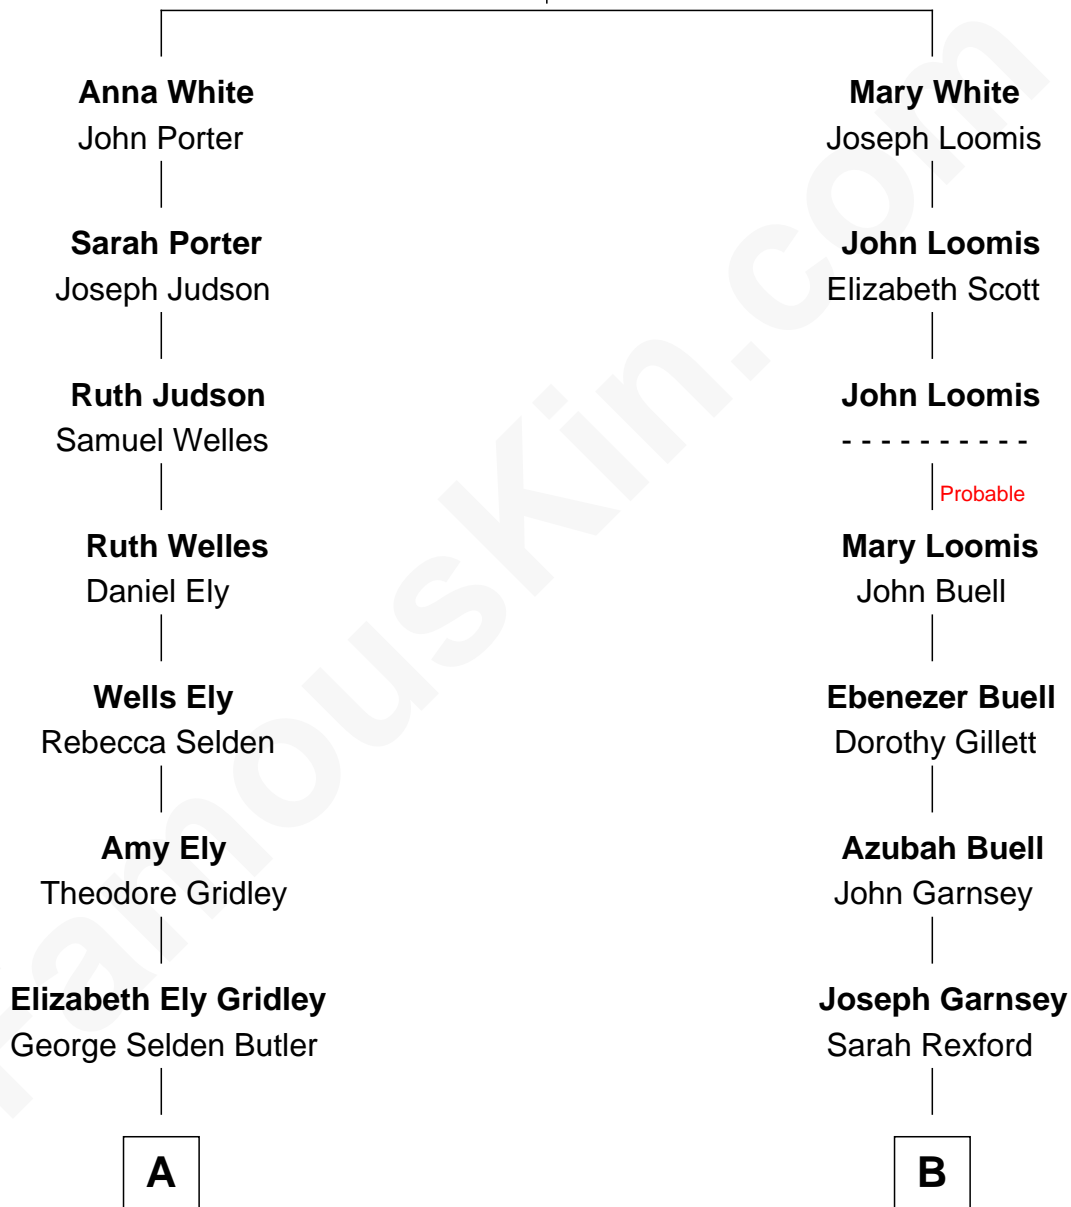 Anna White
John Porter
Sarah Porter
Joseph Judson
Ruth Judson
Samuel Welles
Ruth Welles
Daniel Ely
Wells Ely
Rebecca Selden
Amy Ely
Theodore Gridley
Elizabeth Ely Gridley
George Selden Butler
A
Mary White
Joseph Loomis
John Loomis
Elizabeth Scott
John Loomis
- - - - - - - - - -
Probable
Mary Loomis
John Buell
Ebenezer Buell
Dorothy Gillett
Azubah Buell
John Garnsey
Joseph Garnsey
Sarah Rexford
B
FamousKin.com